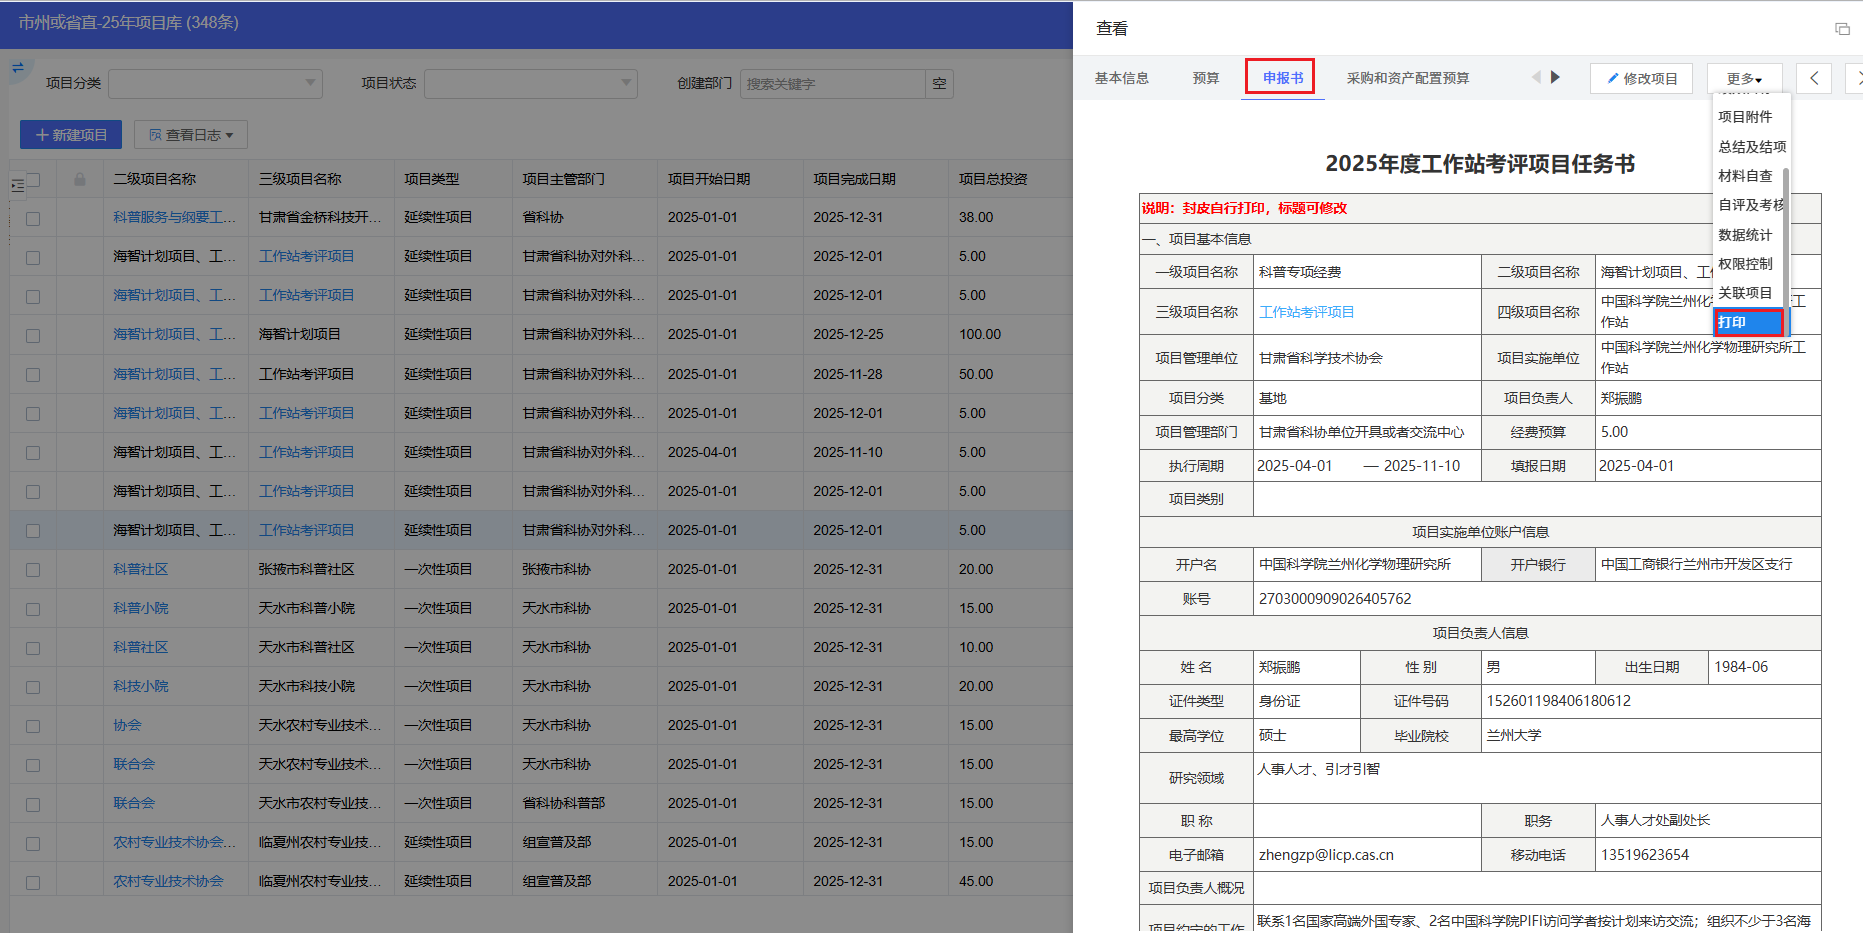 市州或省直-25年项目库 (348条)
项目分类 项目状态 创建部门 搜索关键字 空
新建项目 查看日志
二级项目名称 三级项目名称 项目类型 项目主管部门 项目开始日期 项目完成日期 项目总投资
科普服务与纲要工... 甘肃省金桥科技开... 延续性项目 省科协 2025-01-01 2025-12-31 38.00
海智计划项目、工... 工作站考评项目 延续性项目 甘肃省科协对外科... 2025-01-01 2025-12-01 5.00
海智计划项目、工... 工作站考评项目 延续性项目 甘肃省科协对外科... 2025-01-01 2025-12-01 5.00
海智计划项目、工... 海智计划项目 延续性项目 甘肃省科协对外科... 2025-01-01 2025-12-25 100.00
海智计划项目、工... 工作站考评项目 延续性项目 甘肃省科协对外科... 2025-01-01 2025-11-28 50.00
海智计划项目、工... 工作站考评项目 延续性项目 甘肃省科协对外科... 2025-01-01 2025-12-01 5.00
海智计划项目、工... 工作站考评项目 延续性项目 甘肃省科协对外科... 2025-04-01 2025-11-10 5.00
海智计划项目、工... 工作站考评项目 延续性项目 甘肃省科协对外科... 2025-01-01 2025-12-01 5.00
海智计划项目、工... 工作站考评项目 延续性项目 甘肃省科协对外科... 2025-01-01 2025-12-01 5.00
科普社区 张掖市科普社区 一次性项目 张掖市科协 2025-01-01 2025-12-31 20.00
科普小院 天水市科普小院 一次性项目 天水市科协 2025-01-01 2025-12-31 15.00
科普社区 天水市科普社区 一次性项目 天水市科协 2025-01-01 2025-12-31 10.00
科技小院 天水市科技小院 一次性项目 天水市科协 2025-01-01 2025-12-31 20.00
协会 天水农村专业技术... 一次性项目 天水市科协 2025-01-01 2025-12-31 15.00
联合会 天水农村专业技术... 一次性项目 天水市科协 2025-01-01 2025-12-31 15.00
联合会 天水市农村专业技... 一次性项目 省科协科普部 2025-01-01 2025-12-31 15.00
农村专业技术协会... 临夏州农村专业技... 延续性项目 组宣普及部 2025-01-01 2025-12-31 15.00
农村专业技术协会 临夏州农村专业技... 延续性项目 组宣普及部 2025-01-01 2025-12-31 45.00
查看
基本信息 预算 申报书 采购和资产配置预算 修改项目 更多
项目附件
总结及结项
材料自查
自评及考核
数据统计
权限控制
关联项目
打印
2025年度工作站考评项目任务书
说明：封皮自行打印，标题可修改
一、项目基本信息
一级项目名称 科普专项经费 二级项目名称 海智计划项目、工
三级项目名称 工作站考评项目 四级项目名称 中国科学院兰州化 工
作站
项目管理单位 甘肃省科学技术协会 项目实施单位 中国科学院兰州化学物理研究所工
作站
项目分类 基地 项目负责人 郑振鹏
项目管理部门 甘肃省科协单位开具或者交流中心 经费预算 5.00
执行周期 2025-04-01 — 2025-11-10 填报日期 2025-04-01
项目类别
项目实施单位账户信息
开户名 中国科学院兰州化学物理研究所 开户银行 中国工商银行兰州市开发区支行
账号 2703000909026405762
项目负责人信息
姓 名 郑振鹏 性 别 男 出生日期 1984-06
证件类型 身份证 证件号码 152601198406180612
最高学位 硕士 毕业院校 兰州大学
研究领域 人事人才、引才引智
职 称 职务 人事人才处副处长
电子邮箱 zhengzp@licp.cas.cn 移动电话 13519623654
项目负责人概况
项目约定的工作 联系1名国家高端外国专家、2名中国科学院PIFI访问学者按计划来访交流；组织不少于3名海